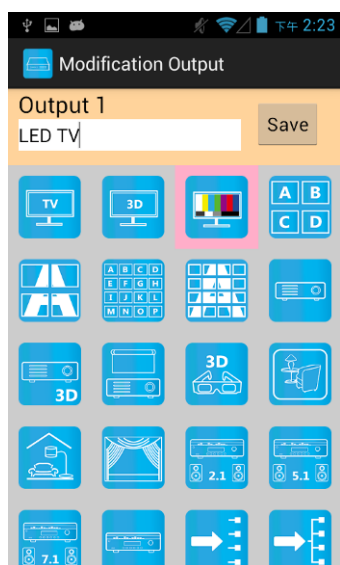 下午 2:23
Modification Output
Output 1
LED TV
Save
TV
3D
A B
C D
A B C D
E F G H
I J K L
M N O P
3D
3D
2.1
5.1
7.1